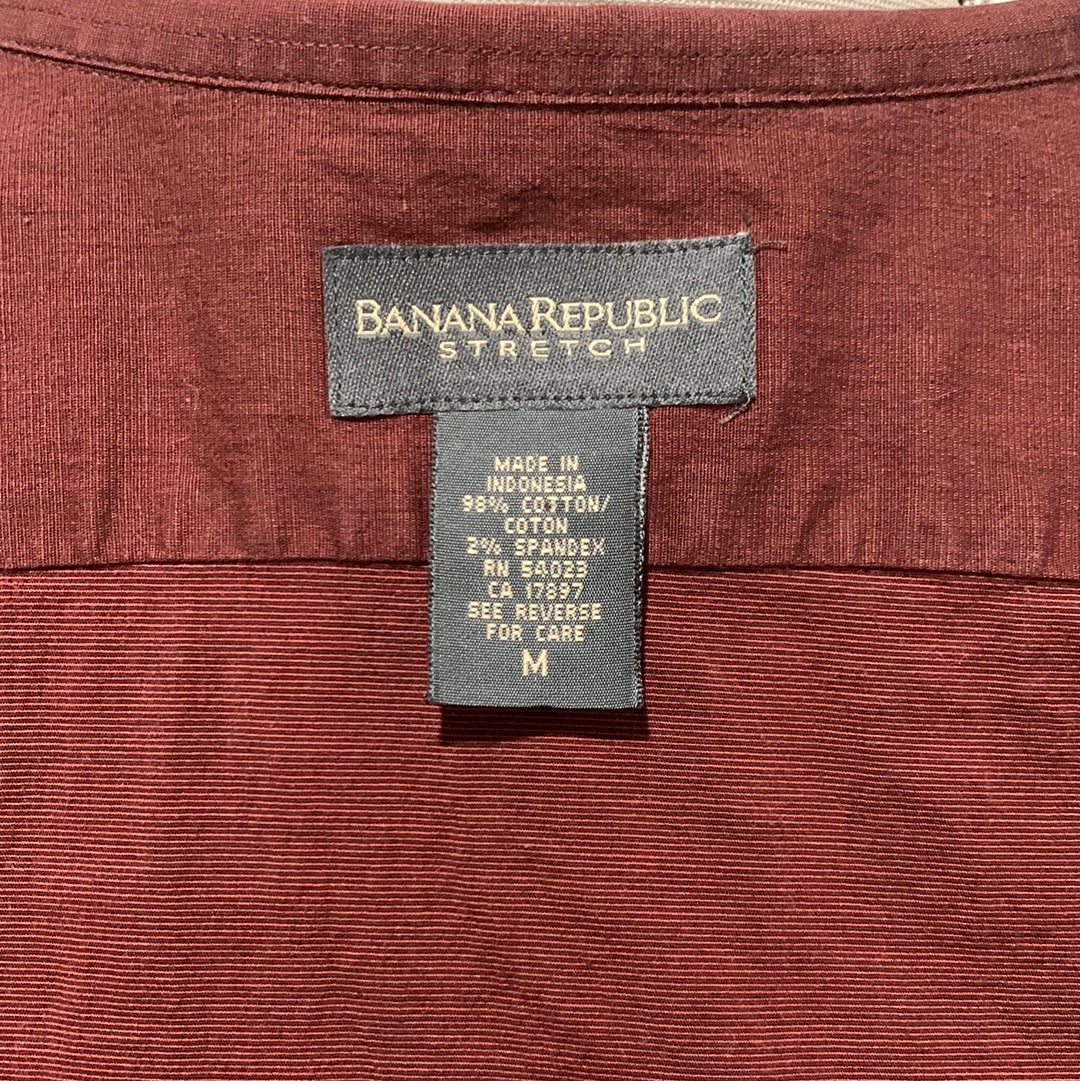 BANANA REPUBLIC
STRETCH
MADE IN
INDONESIA
98% COTTON/
COTON
2% SPANDEX
RN 54023
CA 17897
SEE REVERSE
FOR CARE
M